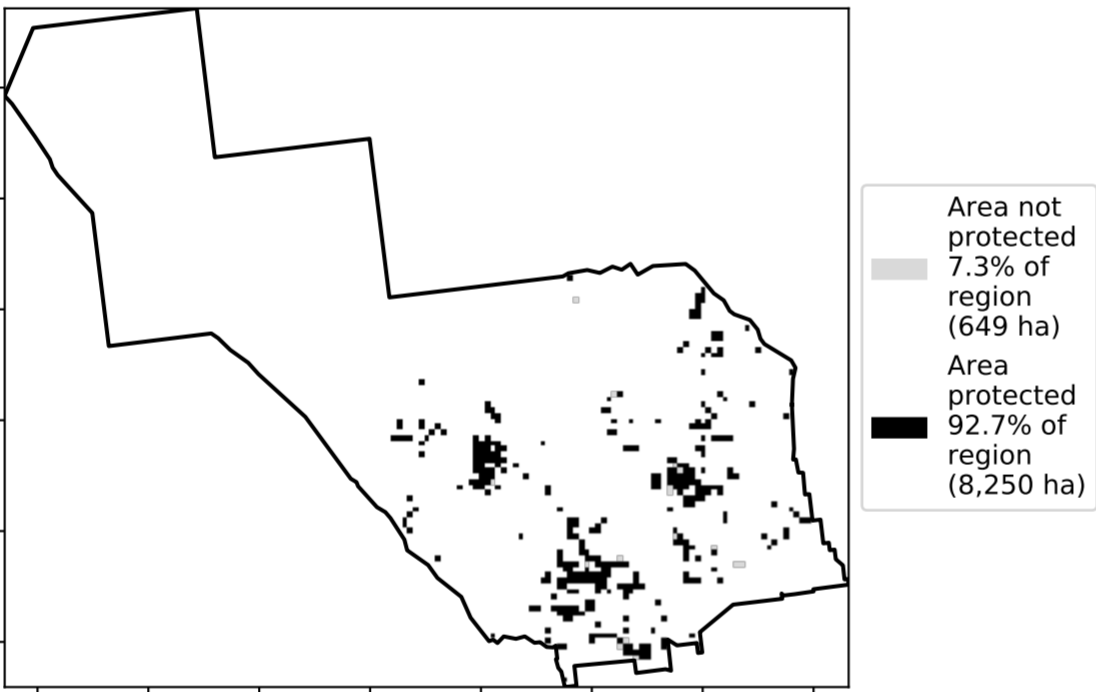 Area not
protected
7.3% of
region
(649 ha)
Area
protected
92.7% of
region
(8,250 ha)